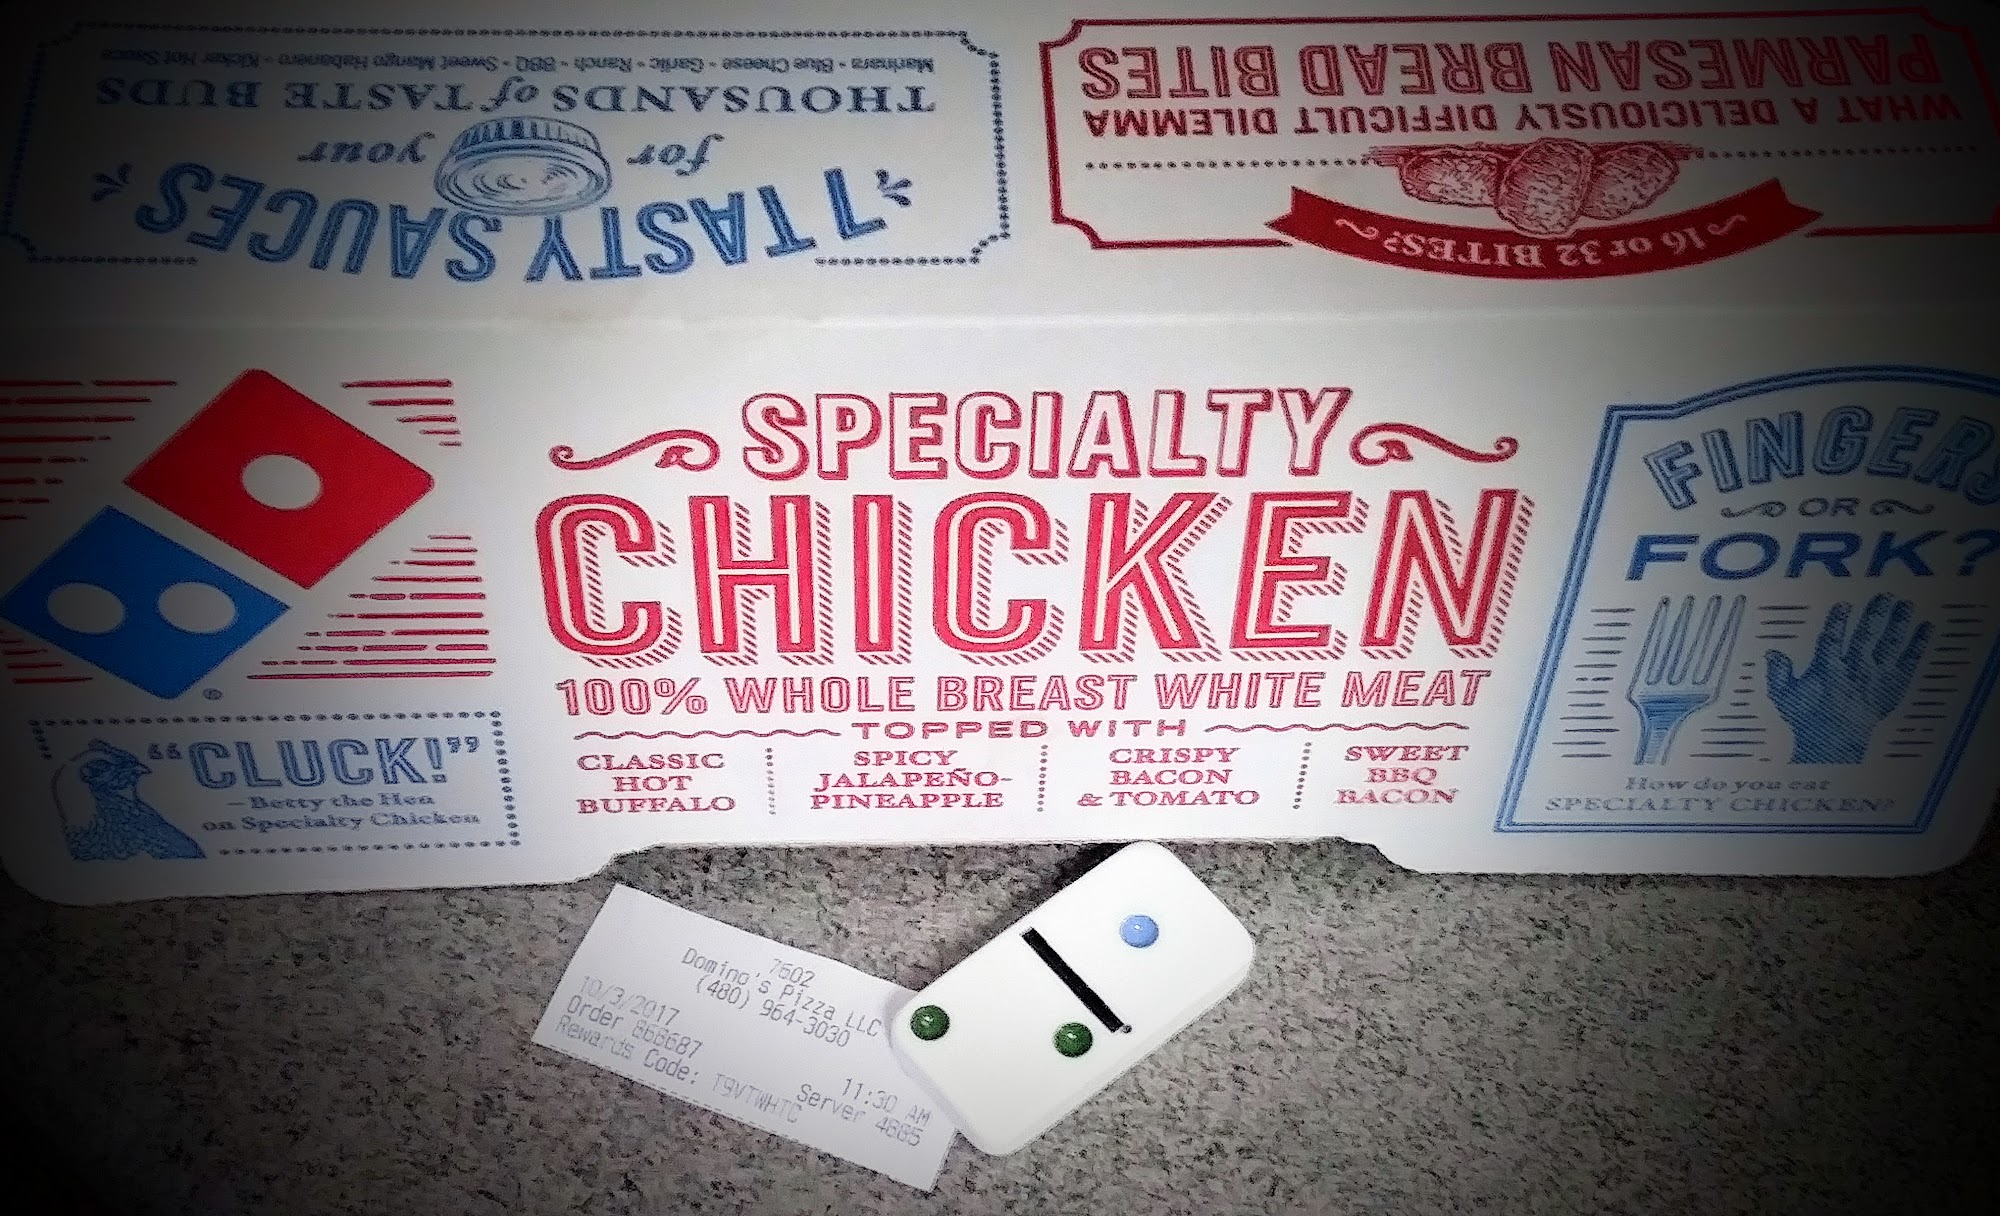 7 TASTY SAUCES
for your
THOUSANDS of TASTE BUDS
Marinara - Blue Cheese - Garlic - Ranch - BBQ - Sweet Mango Habanero - Kicker Hot Sauce
16 or 32 BITES?
WHAT A DELICIOUSLY DIFFICULT DILEMMA
PARMESAN BREAD BITES
SPECIALTY
CHICKEN
100% WHOLE BREAST WHITE MEAT
TOPPED WITH
CLASSIC
HOT
BUFFALO
SPICY
JALAPEÑO-
PINEAPPLE
CRISPY
BACON
& TOMATO
SWEET
BBQ
BACON
®
"CLUCK!"
– Betty the Hen
on Specialty Chicken
FINGERS
OR
FORK?
How do you eat
SPECIALTY CHICKEN?
7602
Domino's Pizza LLC
(480) 964-3030
10/3/2017 11:30 AM
Order 868687 Server 4885
Rewards Code: T9VTWHTC